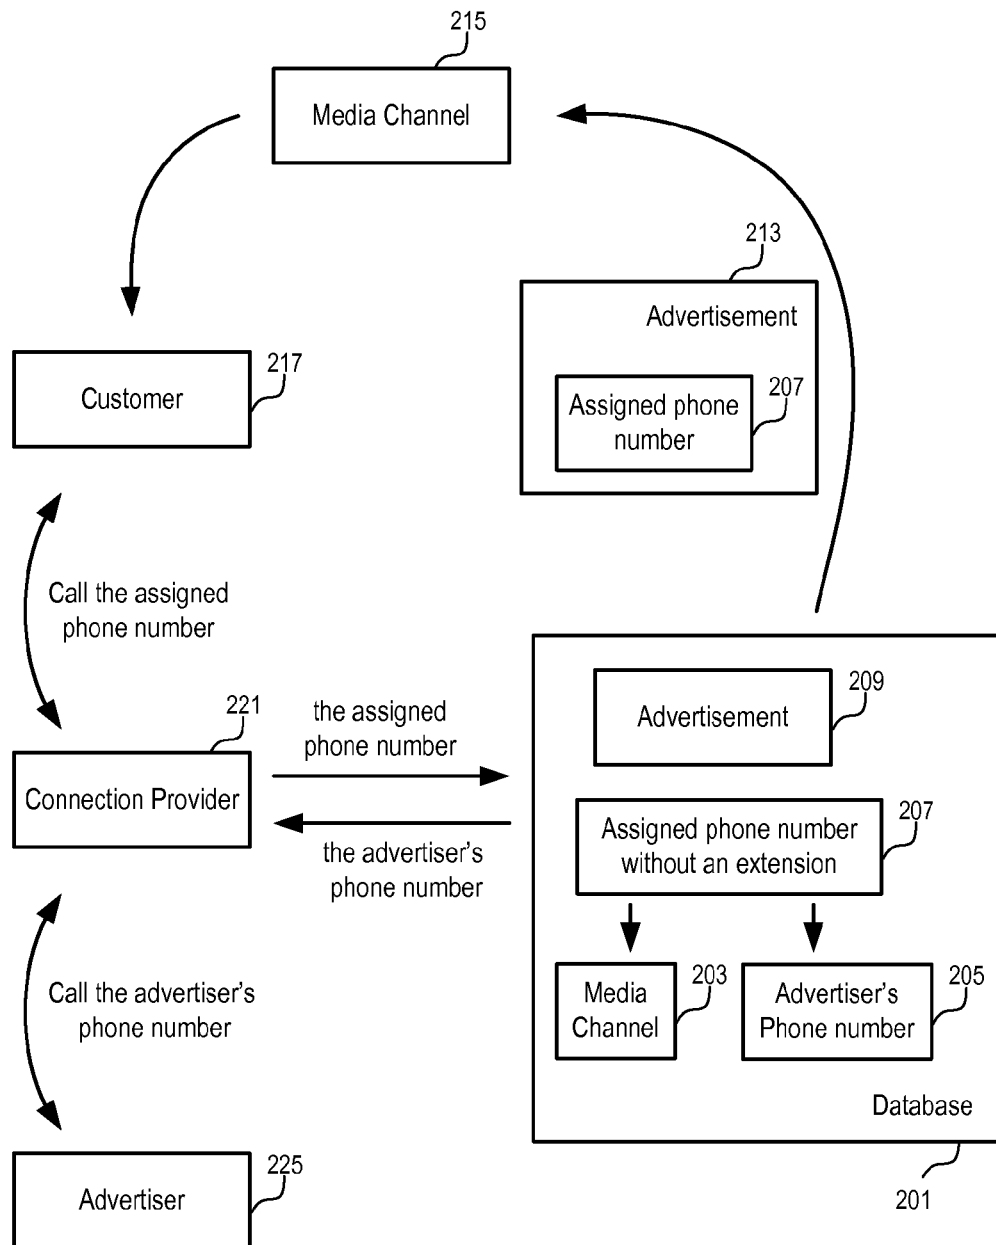 215
Media Channel
213
Advertisement
207
Assigned phone
number
217
Customer
Call the assigned
phone number
221
Connection Provider
the assigned
phone number
the advertiser's
phone number
209
Advertisement
207
Assigned phone number
without an extension
203
Media
Channel
205
Advertiser's
Phone number
Database
201
Call the advertiser's
phone number
225
Advertiser